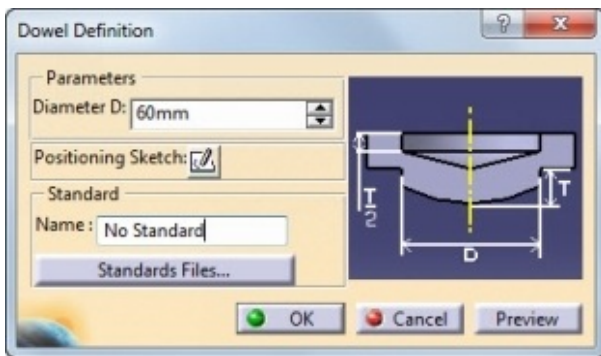 Dowel Definition
Parameters
Diameter D: 60mm
Positioning Sketch:
Standard
Name : No Standard
Standards Files...
T
2
D
T
OK Cancel Preview